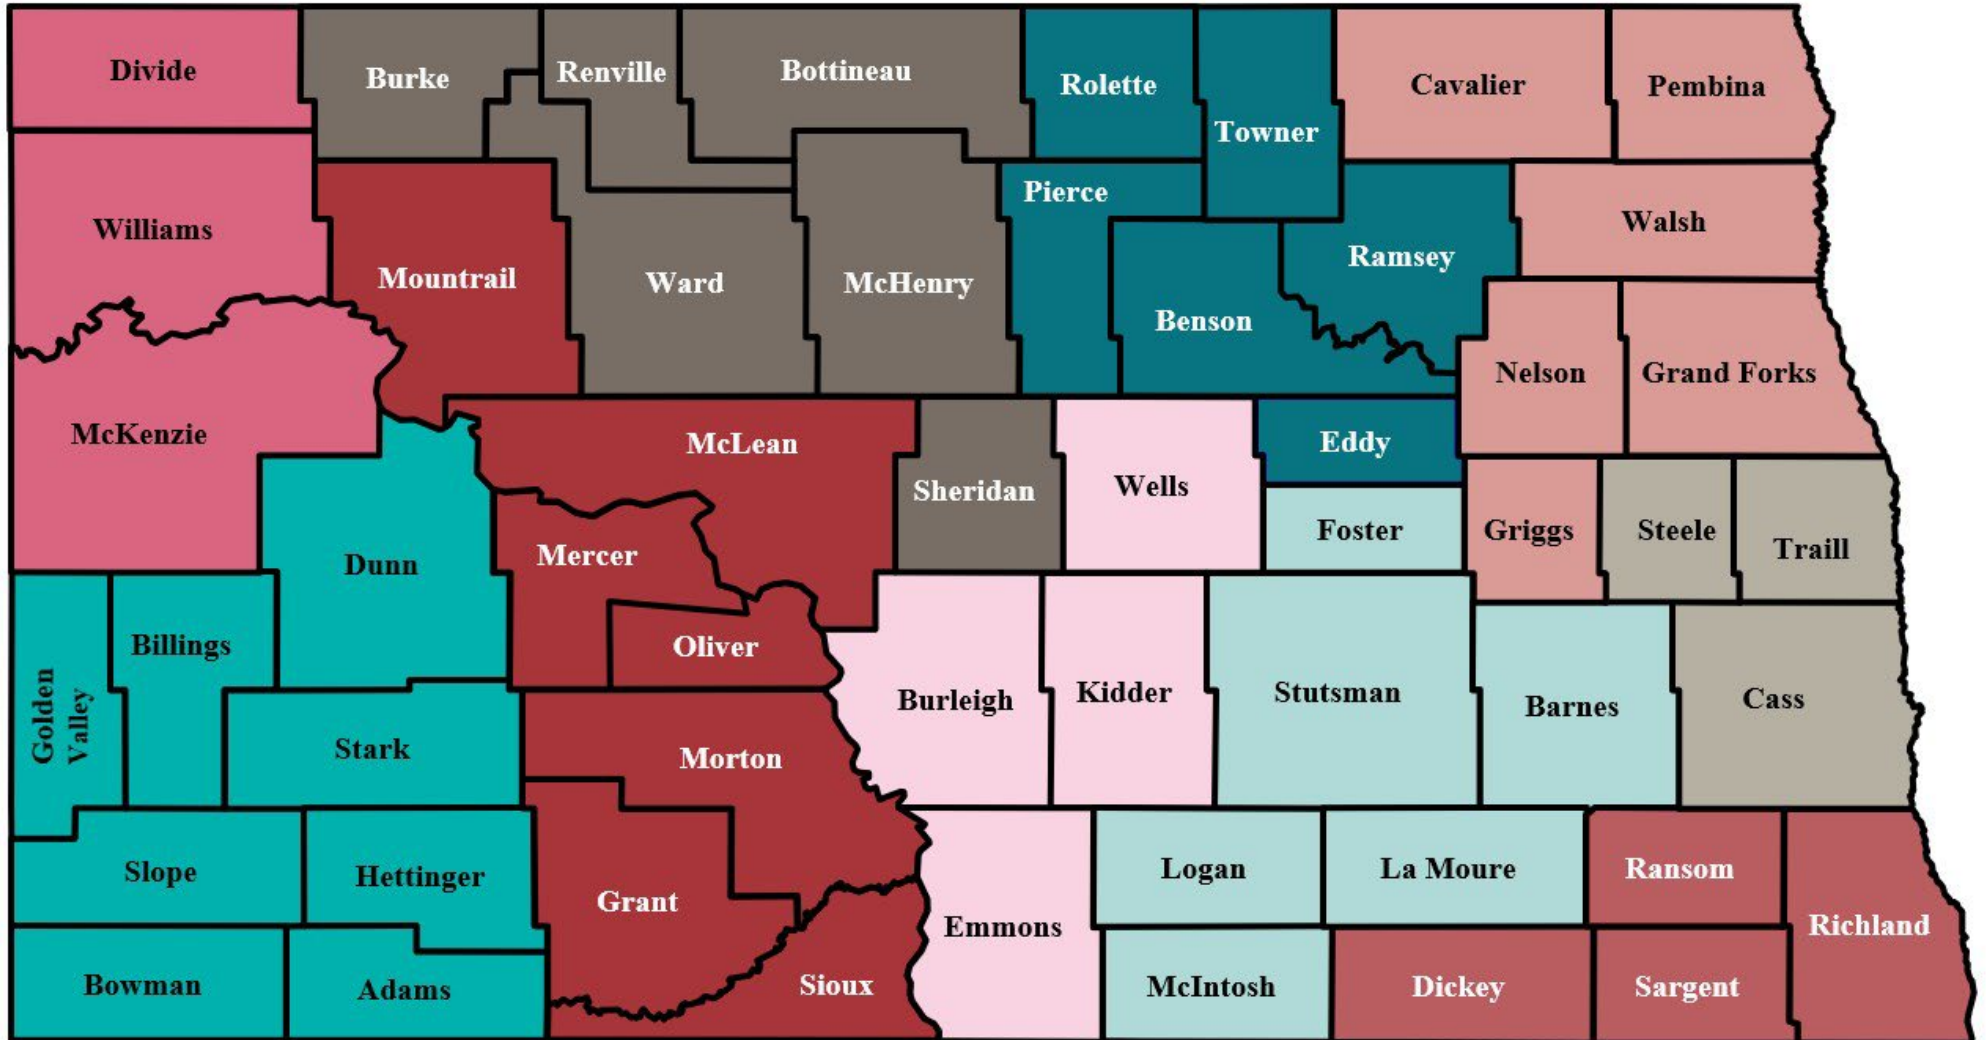 Divide
Burke
Renville
Bottineau
Rolette
Towner
Cavalier
Pembina
Williams
Mountrail
Ward
McHenry
Pierce
Benson
Ramsey
Walsh
Nelson
Grand Forks
McKenzie
McLean
Sheridan
Wells
Eddy
Foster
Griggs
Steele
Traill
Dunn
Mercer
Oliver
Golden
Valley
Billings
Stark
Morton
Burleigh
Kidder
Stutsman
Barnes
Cass
Slope
Hettinger
Grant
Emmons
Logan
La Moure
Ransom
Richland
Bowman
Adams
Sioux
McIntosh
Dickey
Sargent